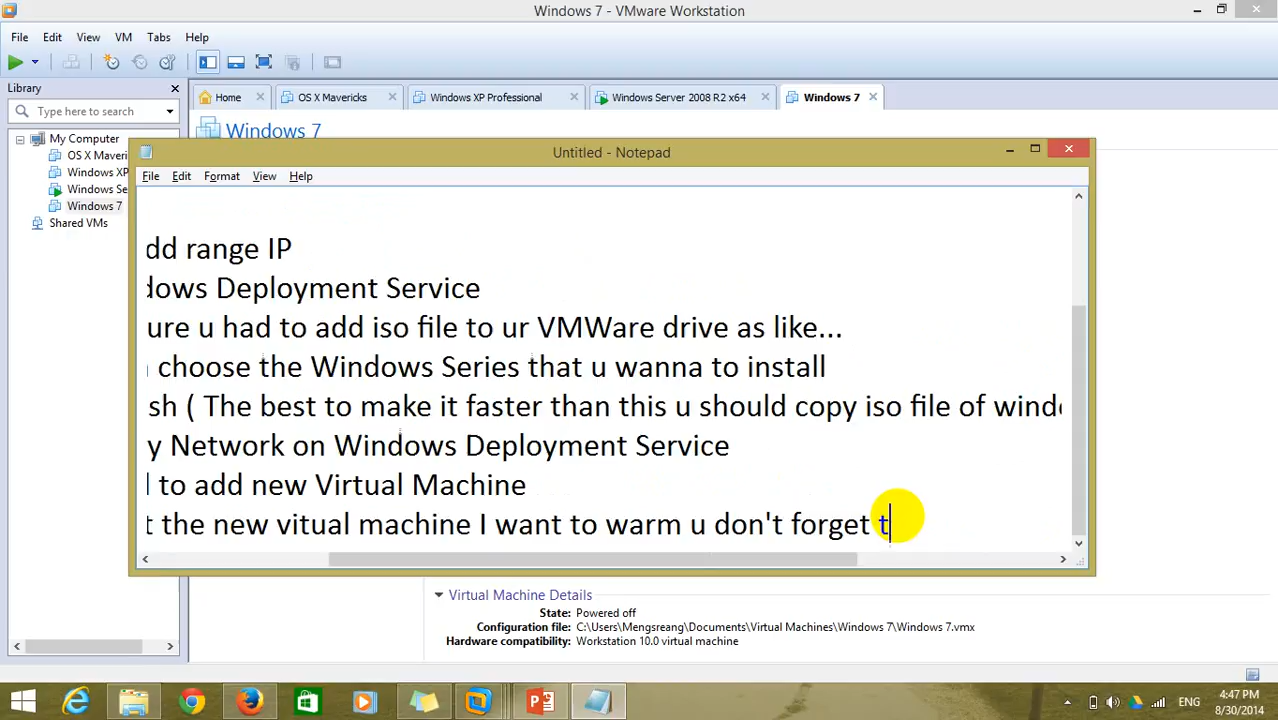 Windows 7 - VMware Workstation
File Edit View VM Tabs Help
Library
Type here to search
Home
OS X Mavericks
Windows XP Professional
Windows Server 2008 R2 x64
Windows 7
My Computer
OS X Maveri
Windows XP
Windows Se
Windows 7
Shared VMs
Windows 7
Untitled - Notepad
File Edit Format View Help
dd range IP
dows Deployment Service
ure u had to add iso file to ur VMWare drive as like...
choose the Windows Series that u wanna to install
sh ( The best to make it faster than this u should copy iso file of windo
y Network on Windows Deployment Service
to add new Virtual Machine
t the new vitual machine I want to warm u don't forget t
Virtual Machine Details
State: Powered off
Configuration file: C:\Users\Mengsreang\Documents\Virtual Machines\Windows 7\Windows 7.vmx
Hardware compatibility: Workstation 10.0 virtual machine
ENG
4:47 PM
8/30/2014